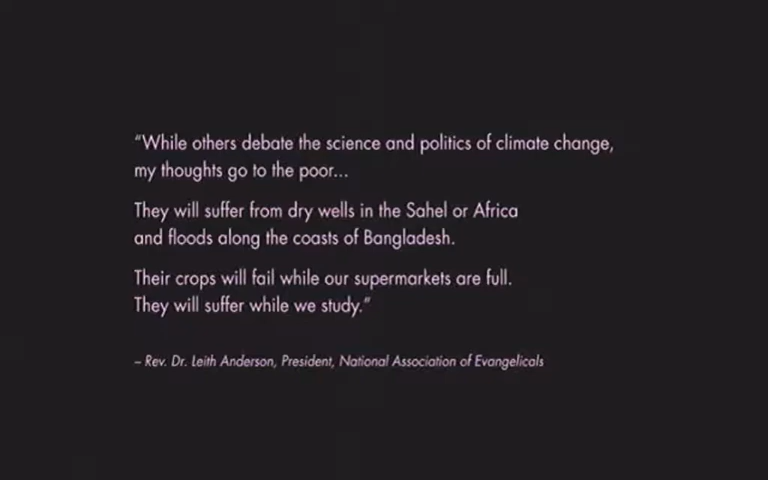 “While others debate the science and politics of climate change,
my thoughts go to the poor...
They will suffer from dry wells in the Sahel or Africa
and floods along the coasts of Bangladesh.
Their crops will fail while our supermarkets are full.
They will suffer while we study.”
– Rev. Dr. Leith Anderson, President, National Association of Evangelicals